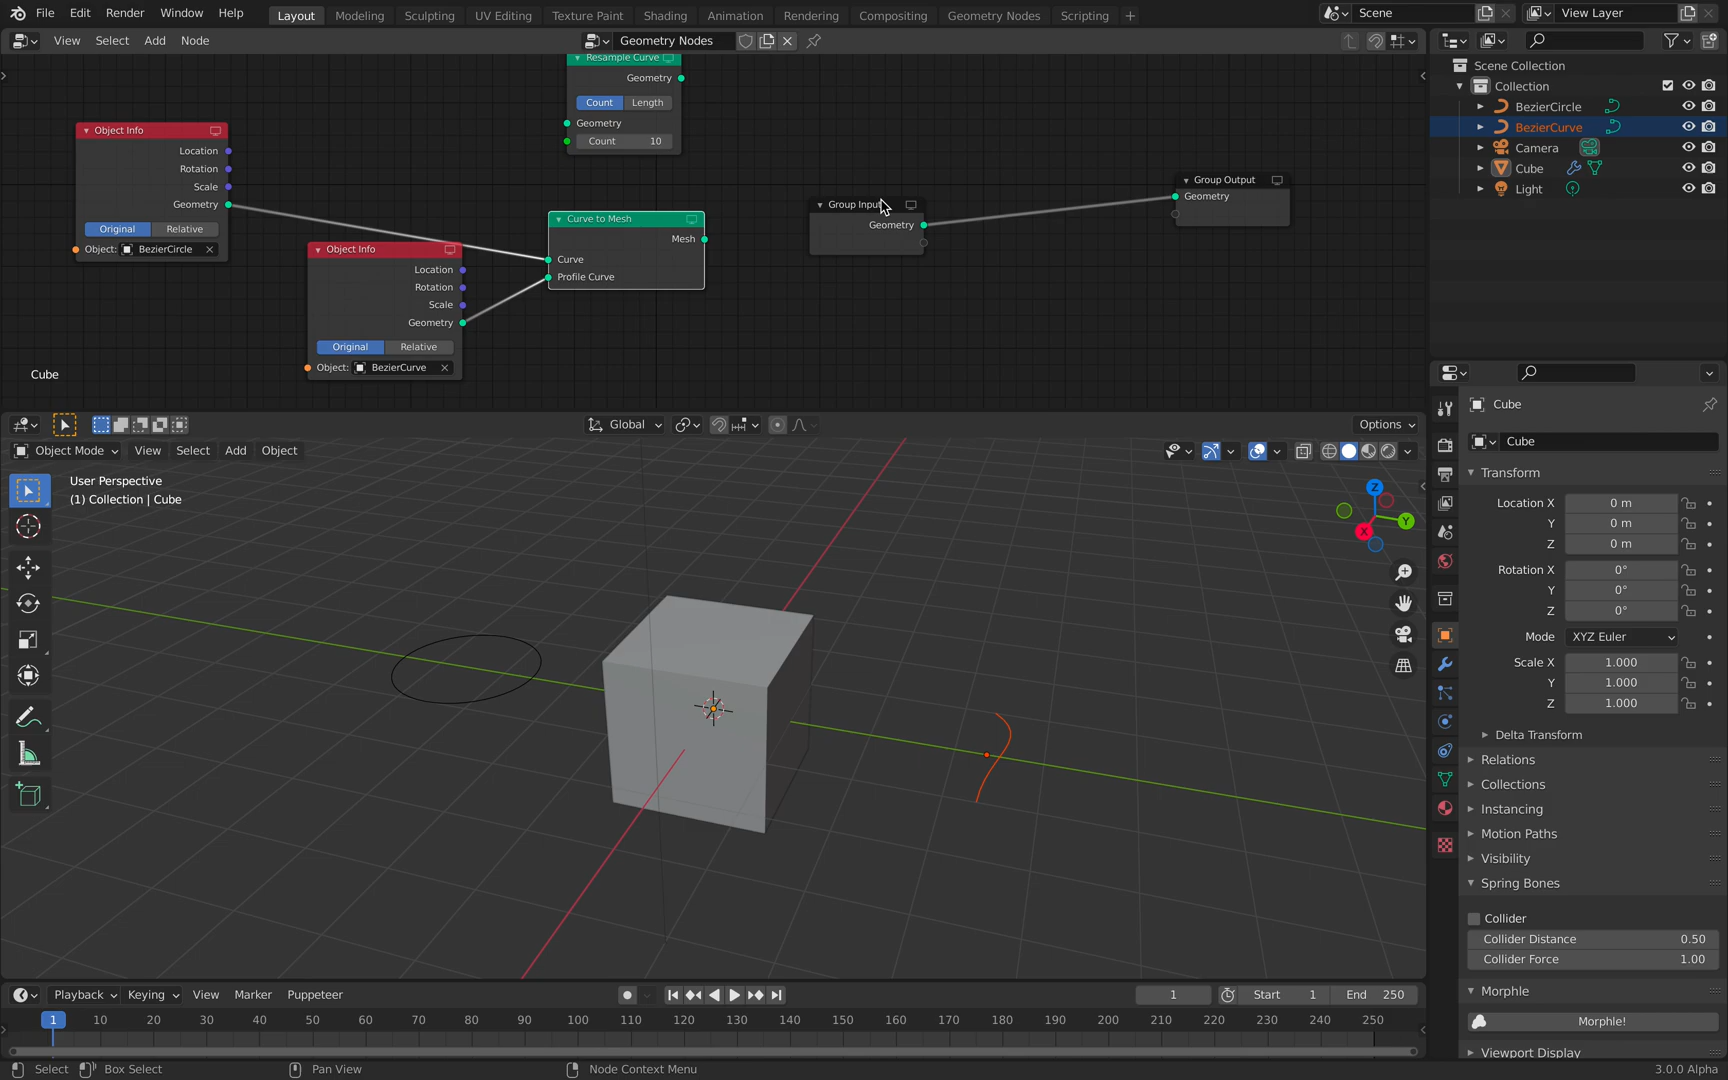 File Edit Render Window Help Layout Modeling Sculpting UV Editing Texture Paint Shading Animation Rendering Compositing Geometry Nodes Scripting + Scene View Layer
View Select Add Node Geometry Nodes
Resample Curve
Geometry
Count Length
Geometry
Count 10
Object Info
Location
Rotation
Scale
Geometry
Original Relative
Object: BezierCircle
Object Info
Location
Rotation
Scale
Geometry
Original Relative
Object: BezierCurve
Curve to Mesh
Mesh
Curve
Profile Curve
Group Input
Geometry
Group Output
Geometry
Cube
Scene Collection
Collection
BezierCircle
BezierCurve
Camera
Cube
Light
Global Options
Object Mode View Select Add Object
User Perspective
(1) Collection | Cube
Z
Y
X
Cube
Cube
Transform
Location X 0 m
Y 0 m
Z 0 m
Rotation X 0°
Y 0°
Z 0°
Mode XYZ Euler
Scale X 1.000
Y 1.000
Z 1.000
Delta Transform
Relations
Collections
Instancing
Motion Paths
Visibility
Spring Bones
Collider
Collider Distance 0.50
Collider Force 1.00
Morphle
Morphle!
Viewport Display
Playback Keying View Marker Puppeteer 1 Start 1 End 250
1 10 20 30 40 50 60 70 80 90 100 110 120 130 140 150 160 170 180 190 200 210 220 230 240 250
Select Box Select Pan View Node Context Menu 3.0.0 Alpha